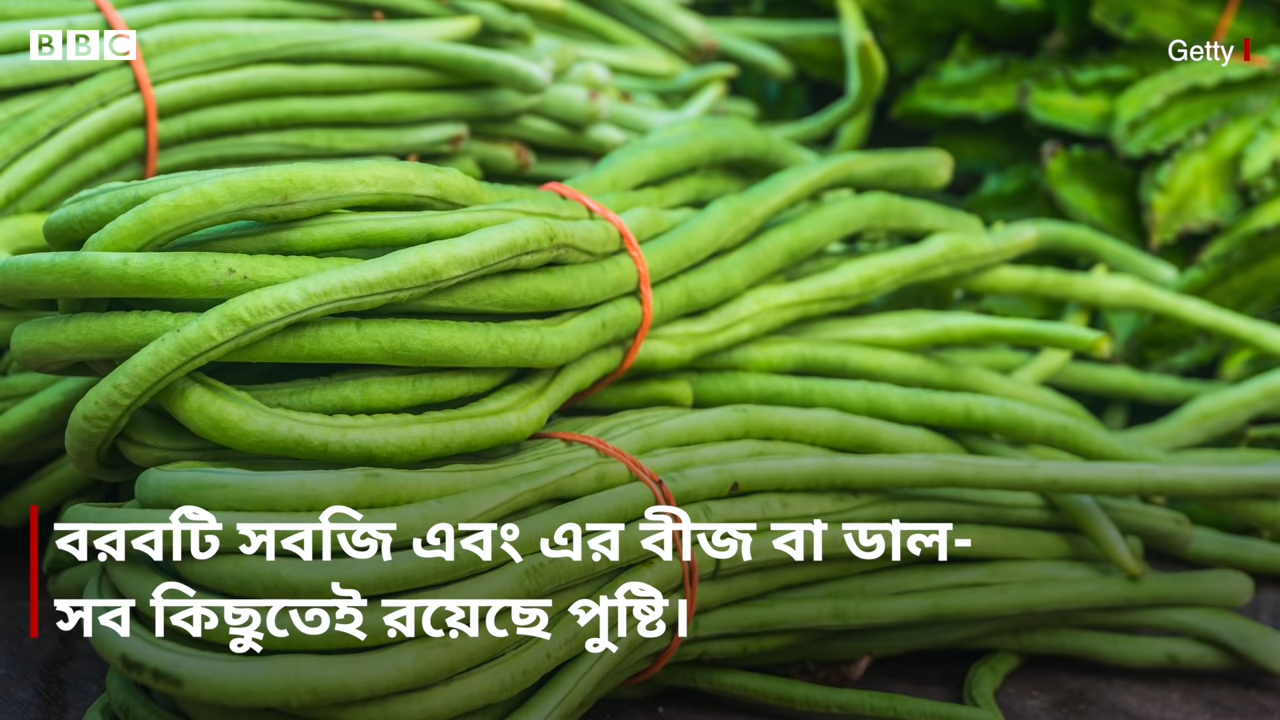 BBC
Getty
বরবটি সবজি এবং এর বীজ বা ডাল-
সব কিছুতেই রয়েছে পুষ্টি।